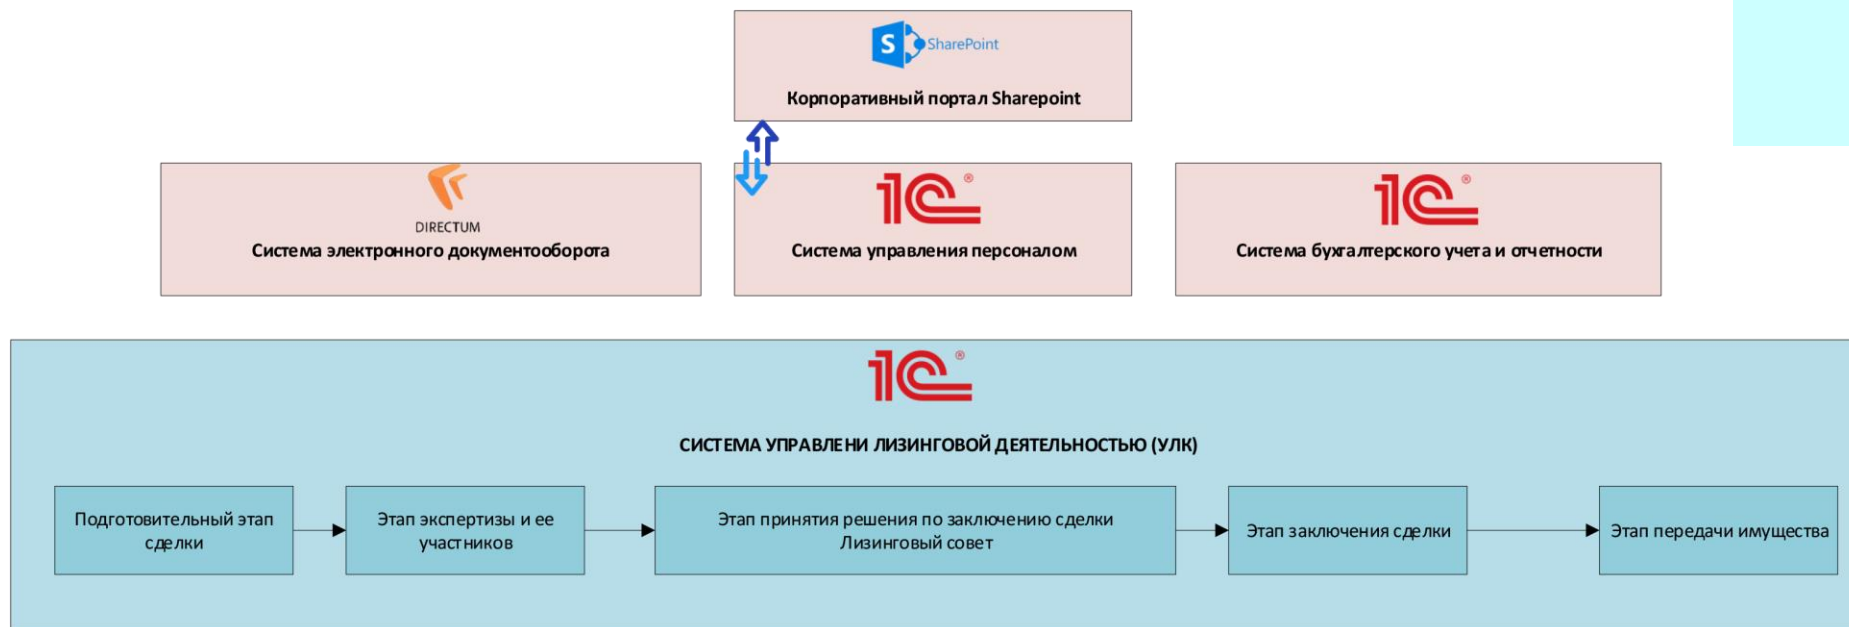 SharePoint
Корпоративный портал Sharepoint
DIRECTUM
Система электронного документооборота
1С®
Система управления персоналом
1С®
Система бухгалтерского учета и отчетности
1С®
СИСТЕМА УПРАВЛЕНИ ЛИЗИНГОВОЙ ДЕЯТЕЛЬНОСТЬЮ (УЛК)
Подготовительный этап
сделки
Этап экспертизы и ее
участников
Этап принятия решения по заключению сделки
Лизинговый совет
Этап заключения сделки
Этап передачи имущества